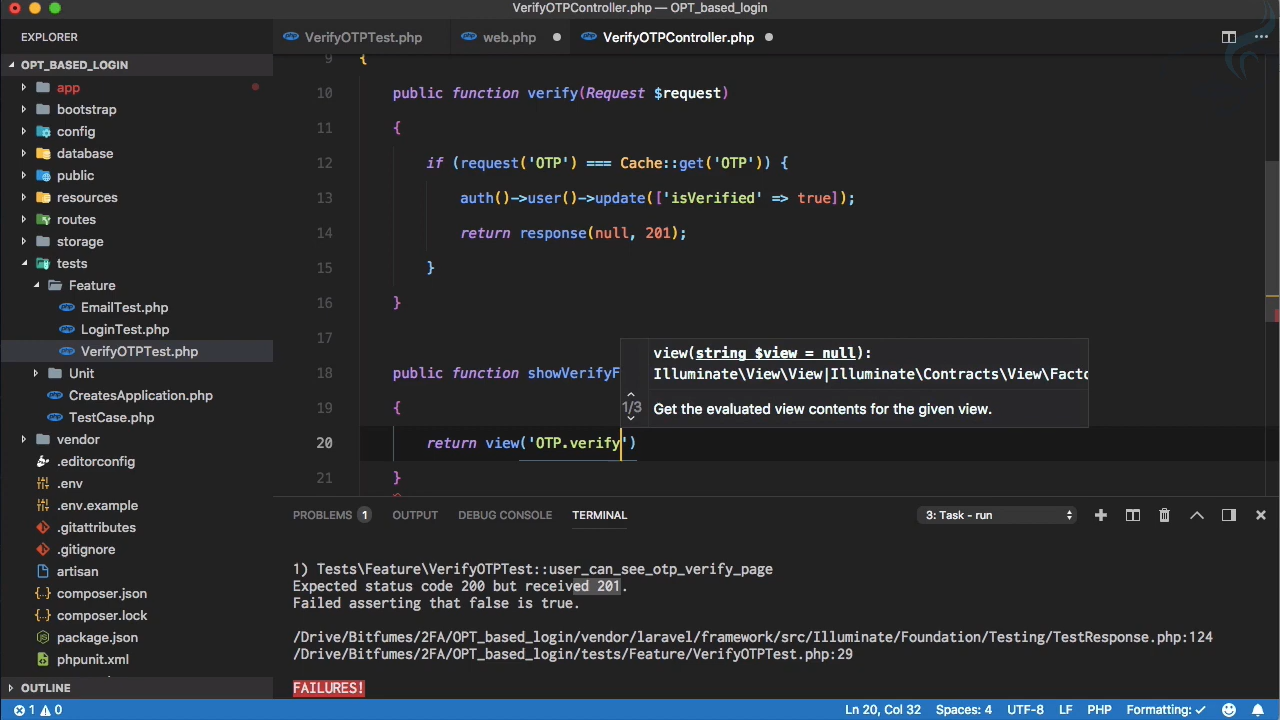 VerifyOTPController.php — OPT_based_login
EXPLORER
VerifyOTPTest.php
web.php
VerifyOTPController.php
OPT_BASED_LOGIN
app
bootstrap
config
database
public
resources
routes
storage
tests
Feature
EmailTest.php
LoginTest.php
VerifyOTPTest.php
Unit
CreatesApplication.php
TestCase.php
vendor
.editorconfig
.env
.env.example
.gitattributes
.gitignore
artisan
composer.json
composer.lock
package.json
phpunit.xml
OUTLINE
9 {
10 public function verify(Request $request)
11 {
12 if (request('OTP') === Cache::get('OTP')) {
13 auth()->user()->update(['isVerified' => true]);
14 return response(null, 201);
15 }
16 }
17
18 public function showVerifyF
19 {
20 return view('OTP.verify')
21 }
view(string $view = null):
Illuminate\View\View|Illuminate\Contracts\View\Facto
1/3
Get the evaluated view contents for the given view.
PROBLEMS 1 OUTPUT DEBUG CONSOLE TERMINAL 3: Task - run
1) Tests\Feature\VerifyOTPTest::user_can_see_otp_verify_page
Expected status code 200 but received 201.
Failed asserting that false is true.
/Drive/Bitfumes/2FA/OPT_based_login/vendor/laravel/framework/src/Illuminate/Foundation/Testing/TestResponse.php:124
/Drive/Bitfumes/2FA/OPT_based_login/tests/Feature/VerifyOTPTest.php:29
FAILURES!
1 0 Ln 20, Col 32 Spaces: 4 UTF-8 LF PHP Formatting: ✓